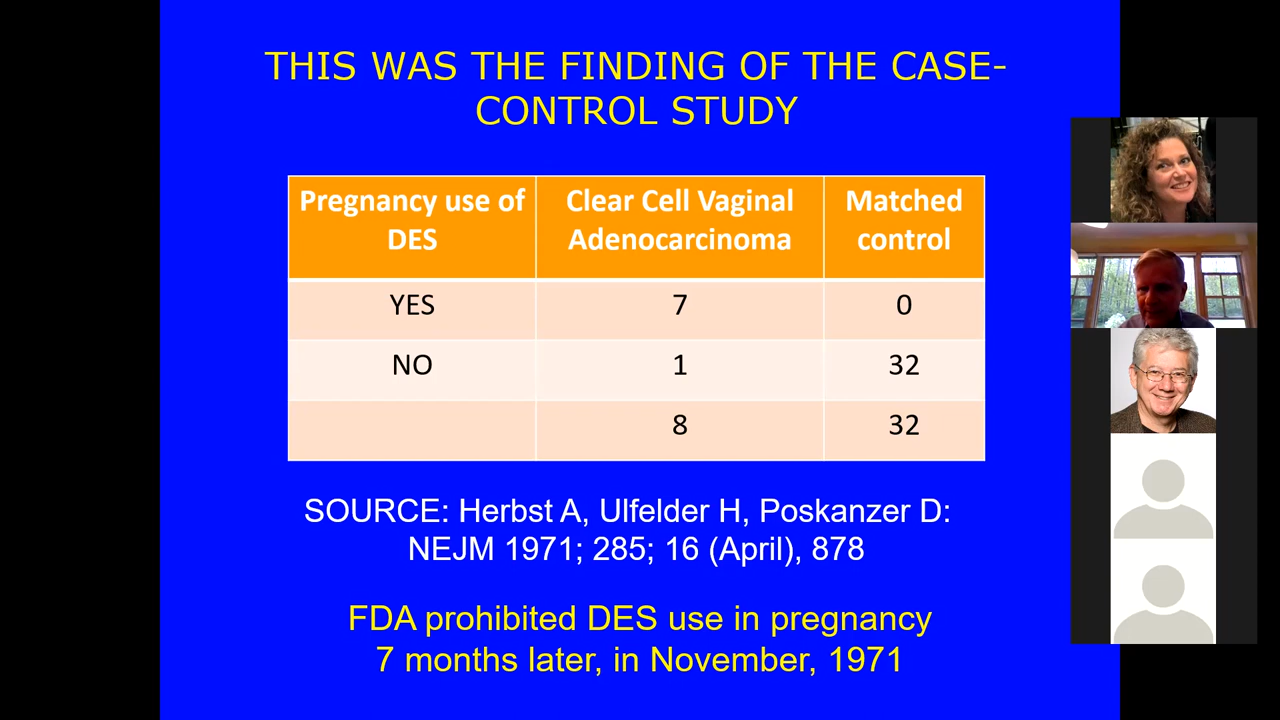 THIS WAS THE FINDING OF THE CASE-
CONTROL STUDY
Pregnancy use of DES
Clear Cell Vaginal Adenocarcinoma
Matched control
YES 7 0
NO 1 32
8 32
SOURCE: Herbst A, Ulfelder H, Poskanzer D:
NEJM 1971; 285; 16 (April), 878
FDA prohibited DES use in pregnancy
7 months later, in November, 1971